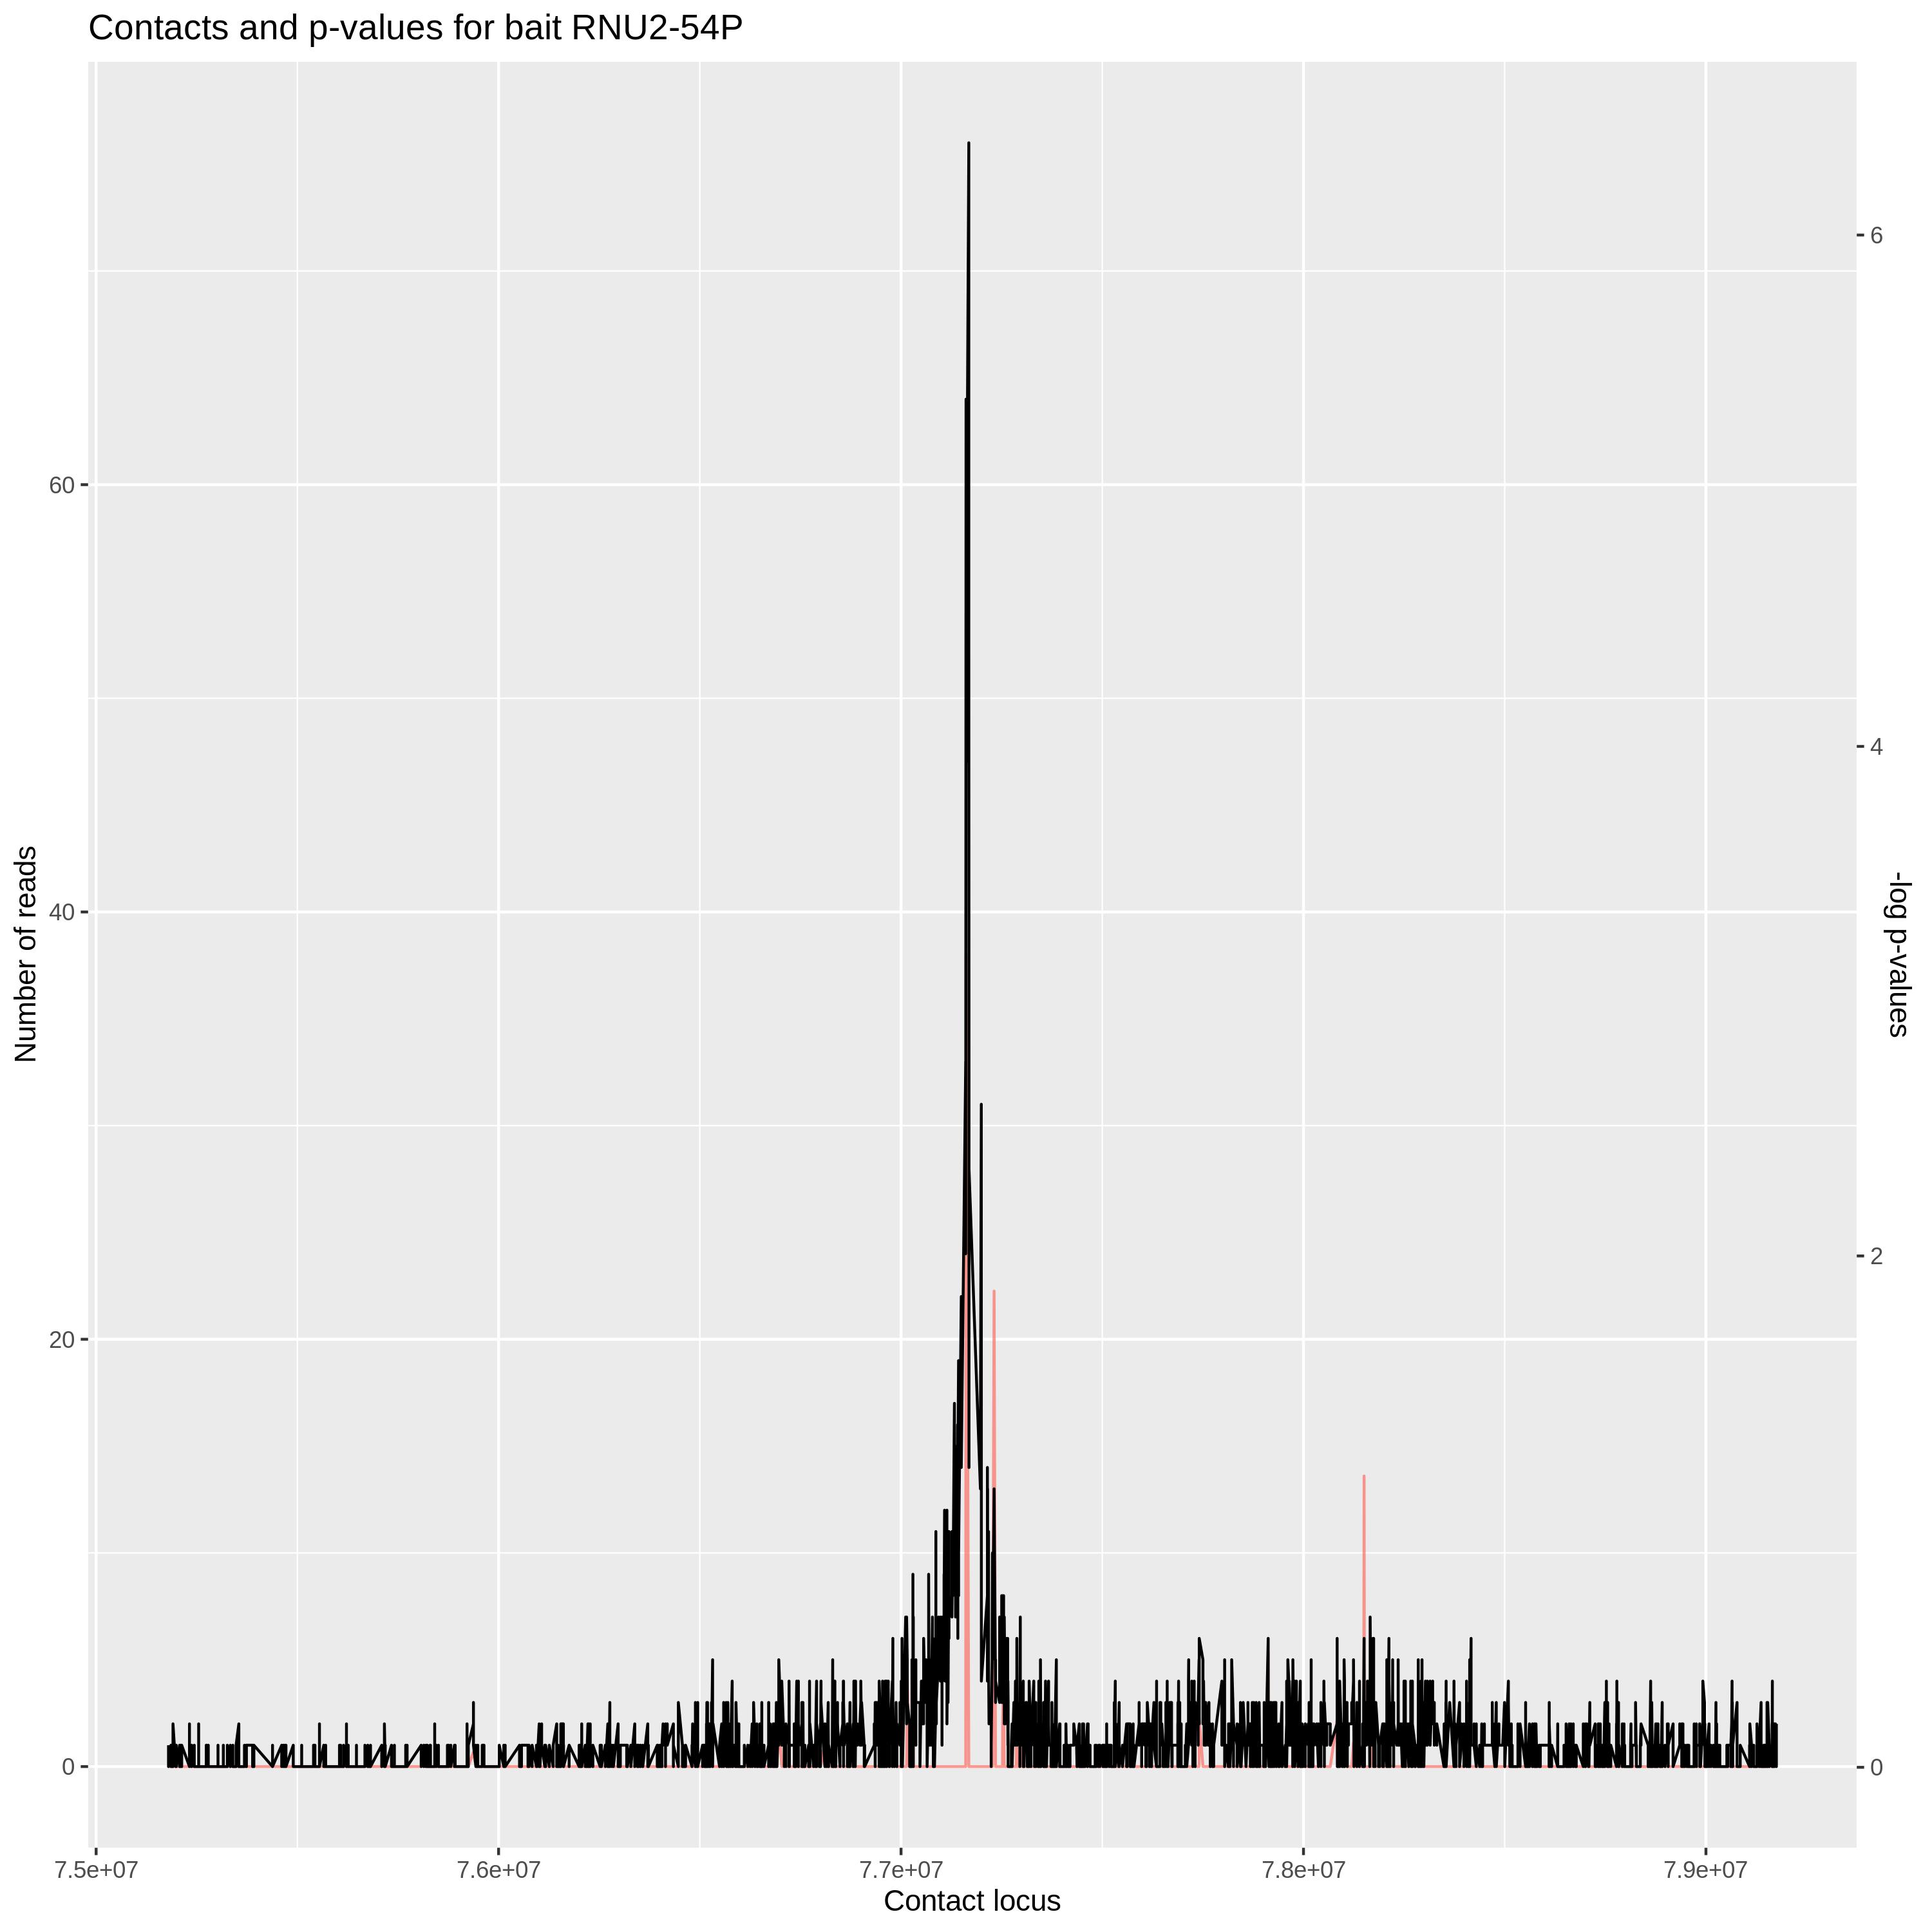 Contacts and p-values for bait RNU2-54P
Number of reads
60
40
20
0
6
4
2
0
-log p-values
7.5e+07
7.6e+07
7.7e+07
7.8e+07
7.9e+07
Contact locus